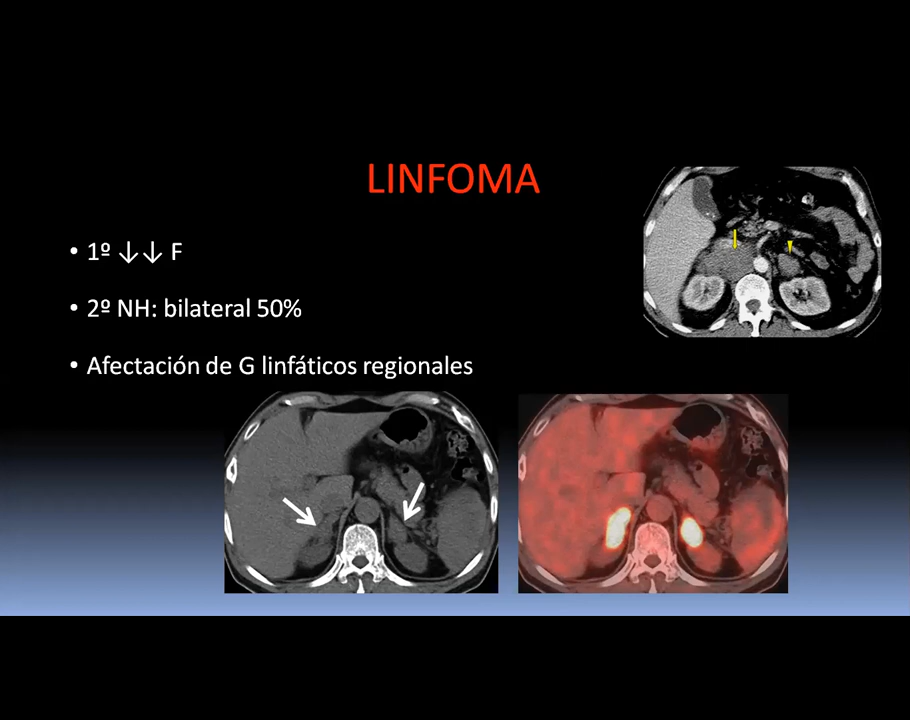 LINFOMA
• 1º ↓↓ F
• 2º NH: bilateral 50%
• Afectación de G linfáticos regionales